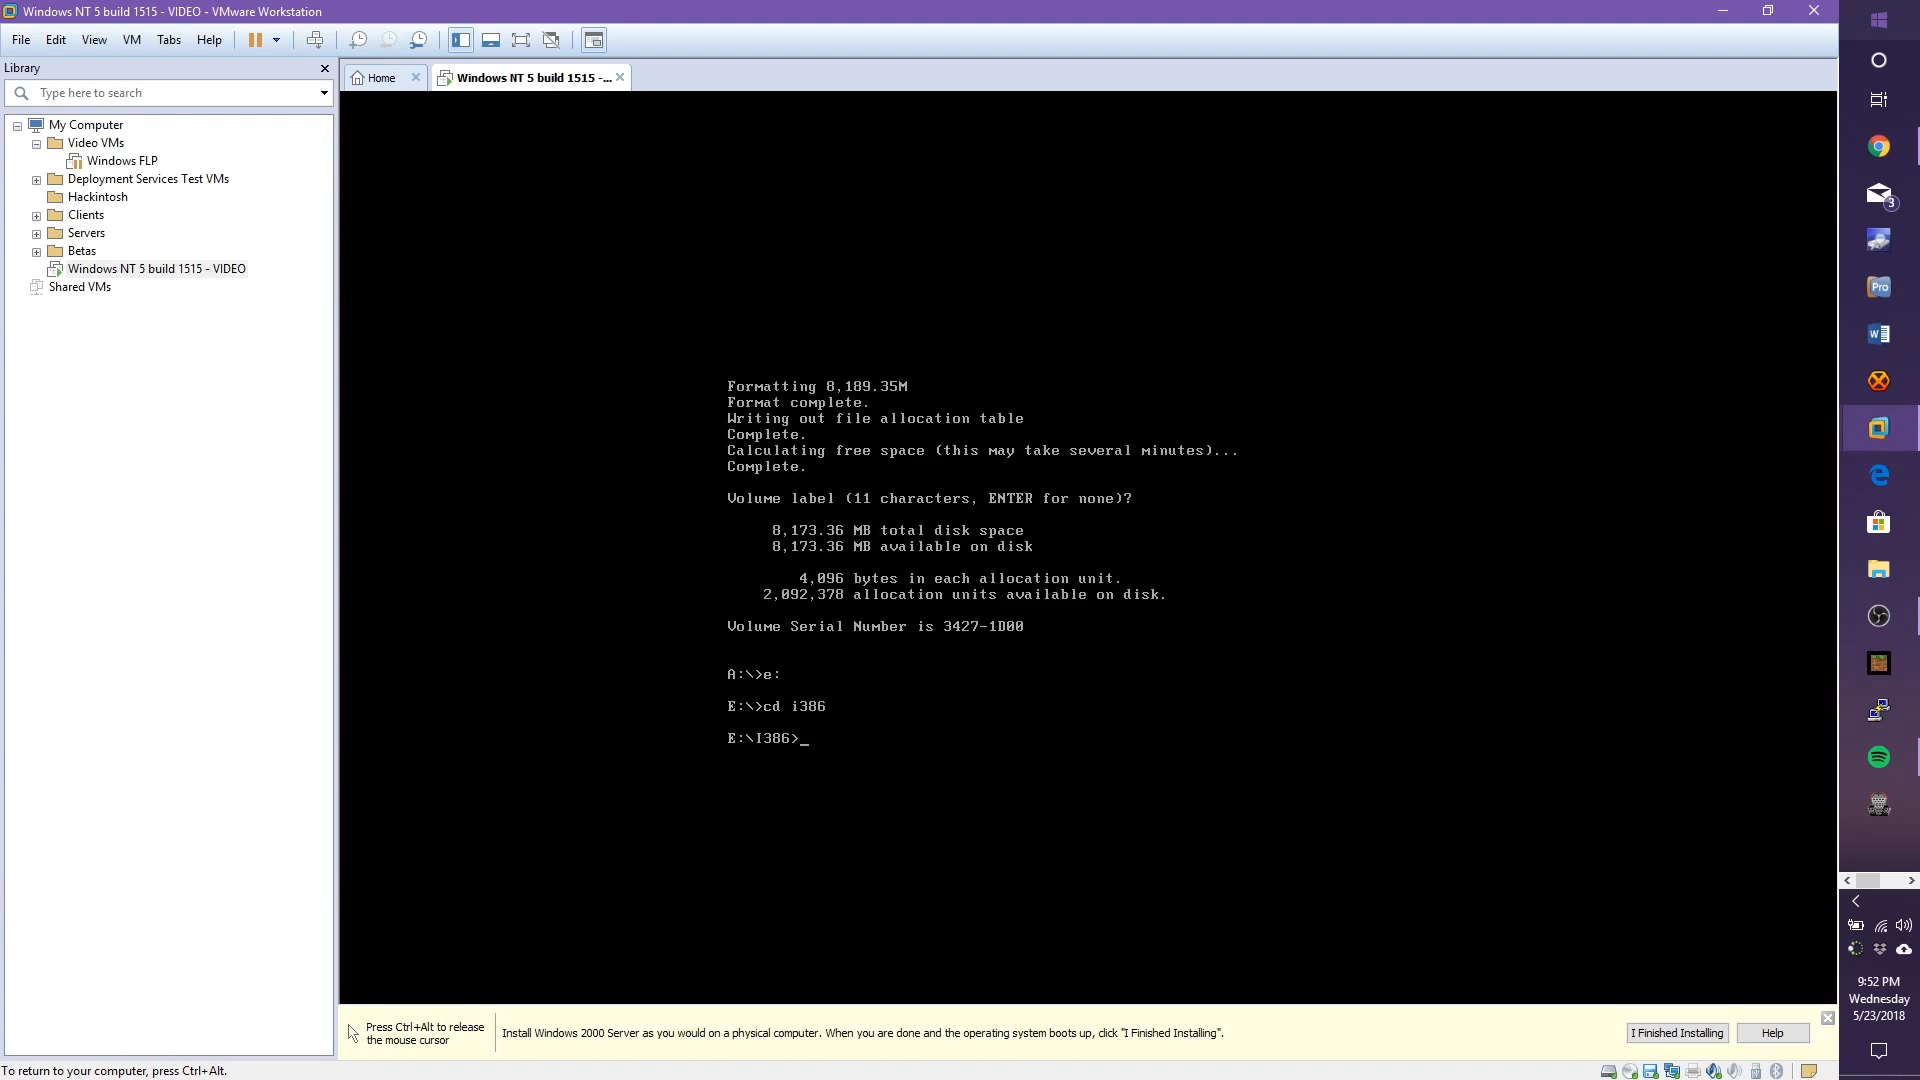 Windows NT 5 build 1515 - VIDEO - VMware Workstation
File Edit View VM Tabs Help
Library
Home
Windows NT 5 build 1515 -...
Type here to search
My Computer
Video VMs
Windows FLP
Deployment Services Test VMs
Hackintosh
Clients
Servers
Betas
Windows NT 5 build 1515 - VIDEO
Shared VMs
Formatting 8,189.35M
Format complete.
Writing out file allocation table
Complete.
Calculating free space (this may take several minutes)...
Complete.
Volume label (11 characters, ENTER for none)?
8,173.36 MB total disk space
8,173.36 MB available on disk
4,096 bytes in each allocation unit.
2,092,378 allocation units available on disk.
Volume Serial Number is 3427-1D00
A:\>e:
E:\>cd i386
E:\I386>_
Press Ctrl+Alt to release
the mouse cursor
Install Windows 2000 Server as you would on a physical computer. When you are done and the operating system boots up, click "I Finished Installing".
I Finished Installing
Help
To return to your computer, press Ctrl+Alt.
3
Pro
W
9:52 PM
Wednesday
5/23/2018